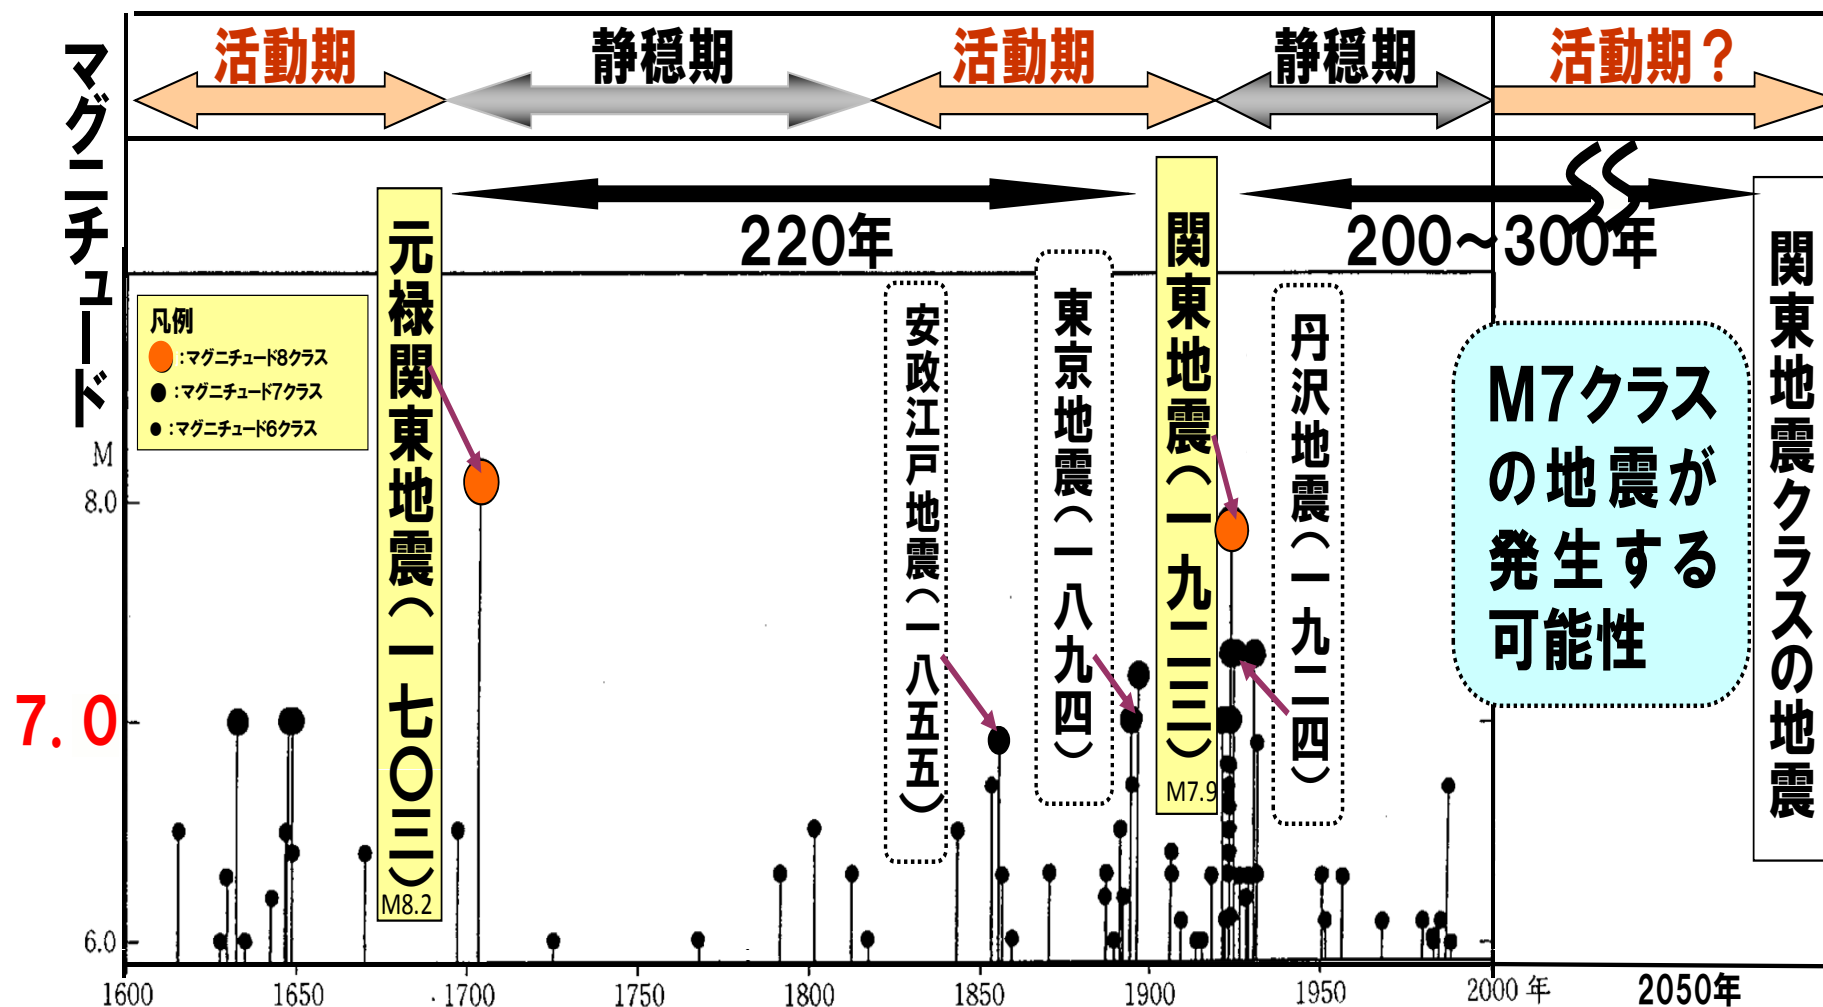 マグニチュード
活動期
静穏期
活動期
静穏期
活動期？
220年
200～300年
凡例
：マグニチュード8クラス
：マグニチュード7クラス
：マグニチュード6クラス
元禄関東地震（一七〇三）
M8.2
安政江戸地震（一八五五）
東京地震（一八九四）
関東地震（一九二三）
M7.9
丹沢地震（一九二四）
M7クラス
の地震が
発生する
可能性
関東地震クラスの地震
M
8.0
7.0
6.0
1600
1650
1700
1750
1800
1850
1900
1950
2000 年
2050年